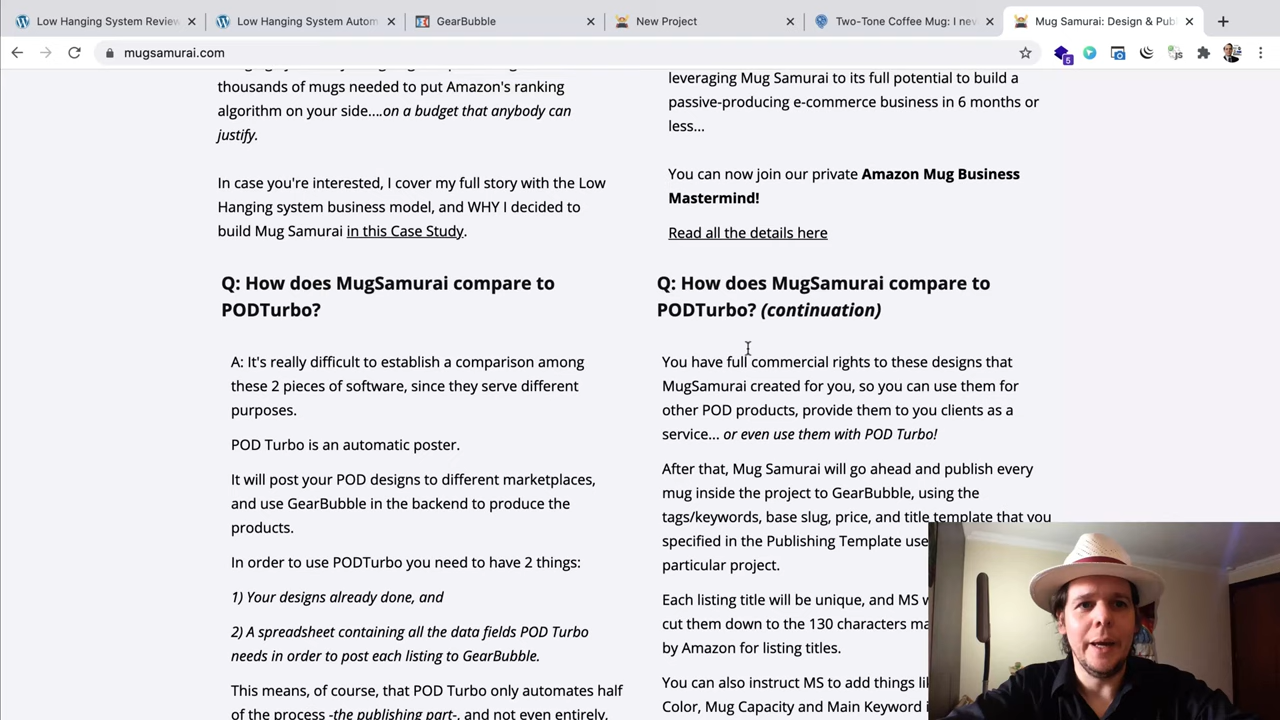 Low Hanging System Review
Low Hanging System Autom
GearBubble
New Project
Two-Tone Coffee Mug: I nev
Mug Samurai: Design & Pub
mugsamurai.com
5
thousands of mugs needed to put Amazon's ranking
algorithm on your side....on a budget that anybody can
justify.
In case you're interested, I cover my full story with the Low
Hanging system business model, and WHY I decided to
build Mug Samurai in this Case Study.
leveraging Mug Samurai to its full potential to build a
passive-producing e-commerce business in 6 months or
less...
You can now join our private Amazon Mug Business
Mastermind!
Read all the details here
Q: How does MugSamurai compare to
PODTurbo?
A: It's really difficult to establish a comparison among
these 2 pieces of software, since they serve different
purposes.
POD Turbo is an automatic poster.
It will post your POD designs to different marketplaces,
and use GearBubble in the backend to produce the
products.
In order to use PODTurbo you need to have 2 things:
1) Your designs already done, and
2) A spreadsheet containing all the data fields POD Turbo
needs in order to post each listing to GearBubble.
This means, of course, that POD Turbo only automates half
of the process -the publishing part-, and not even entirely,
Q: How does MugSamurai compare to
PODTurbo? (continuation)
You have full commercial rights to these designs that
MugSamurai created for you, so you can use them for
other POD products, provide them to you clients as a
service... or even use them with POD Turbo!
After that, Mug Samurai will go ahead and publish every
mug inside the project to GearBubble, using the
tags/keywords, base slug, price, and title template that you
specified in the Publishing Template use
particular project.
Each listing title will be unique, and MS
cut them down to the 130 characters
by Amazon for listing titles.
You can also instruct MS to add things
Color, Mug Capacity and Main Keyword